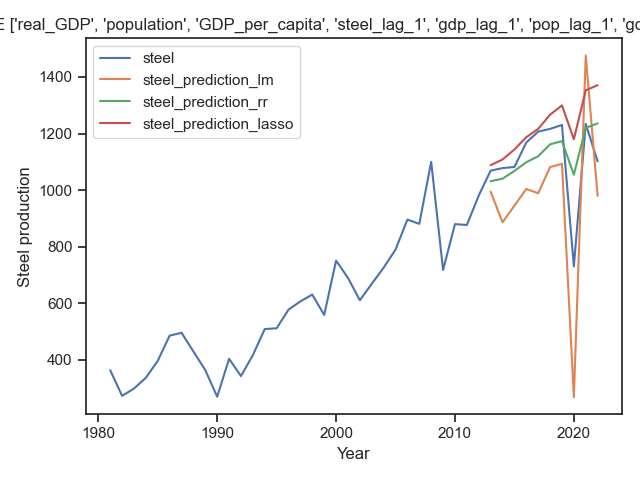 E ['real_GDP', 'population', 'GDP_per_capita', 'steel_lag_1', 'gdp_lag_1', 'pop_lag_1', 'gd
steel
steel_prediction_lm
steel_prediction_rr
steel_prediction_lasso
1400
1200
1000
800
600
400
Steel production
1980 1990 2000 2010 2020
Year